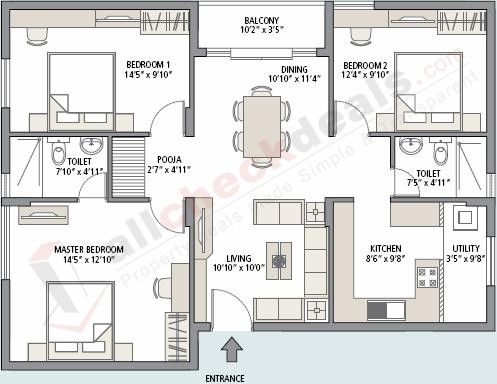 BALCONY
10'2" x 3'5"
BEDROOM 1
14'5" x 9'10"
DINING
10'10" x 11'4"
BEDROOM 2
12'4" x 9'10"
TOILET
7'10" x 4'11"
POOJA
2'7" x 4'11"
TOILET
7'5" x 4'11"
MASTER BEDROOM
14'5" x 12'10"
LIVING
10'10" x 10'0"
KITCHEN
8'6" x 9'8"
UTILITY
3'5" x 9'8"
ENTRANCE
allcheckdeals.com
Property Deals Made Simple & Transparent